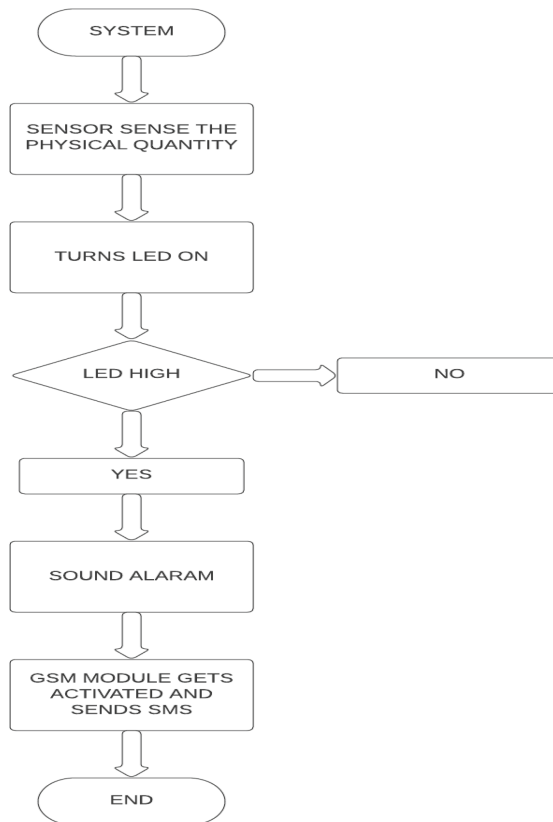 SYSTEM
SENSOR SENSE THE
PHYSICAL QUANTITY
TURNS LED ON
LED HIGH
NO
YES
SOUND ALARAM
GSM MODULE GETS
ACTIVATED AND
SENDS SMS
END